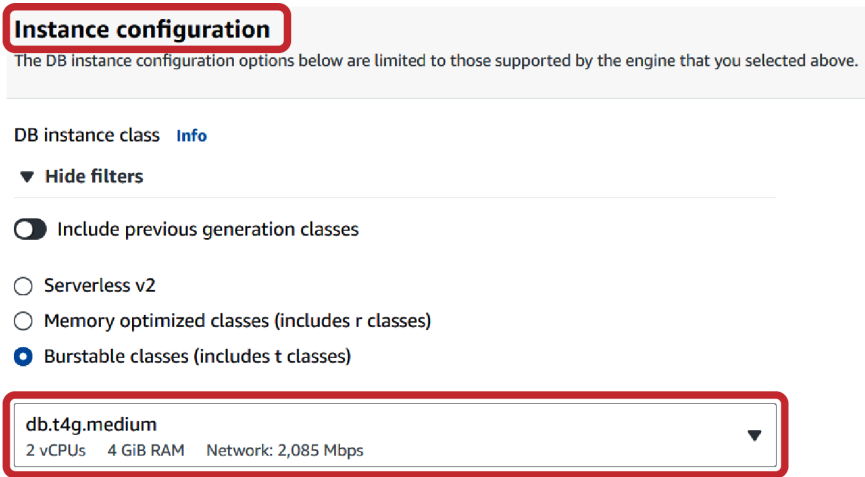 Instance configuration
The DB instance configuration options below are limited to those supported by the engine that you selected above.
DB instance class Info
Hide filters
Include previous generation classes
Serverless v2
Memory optimized classes (includes r classes)
Burstable classes (includes t classes)
db.t4g.medium
2 vCPUs 4 GiB RAM Network: 2,085 Mbps